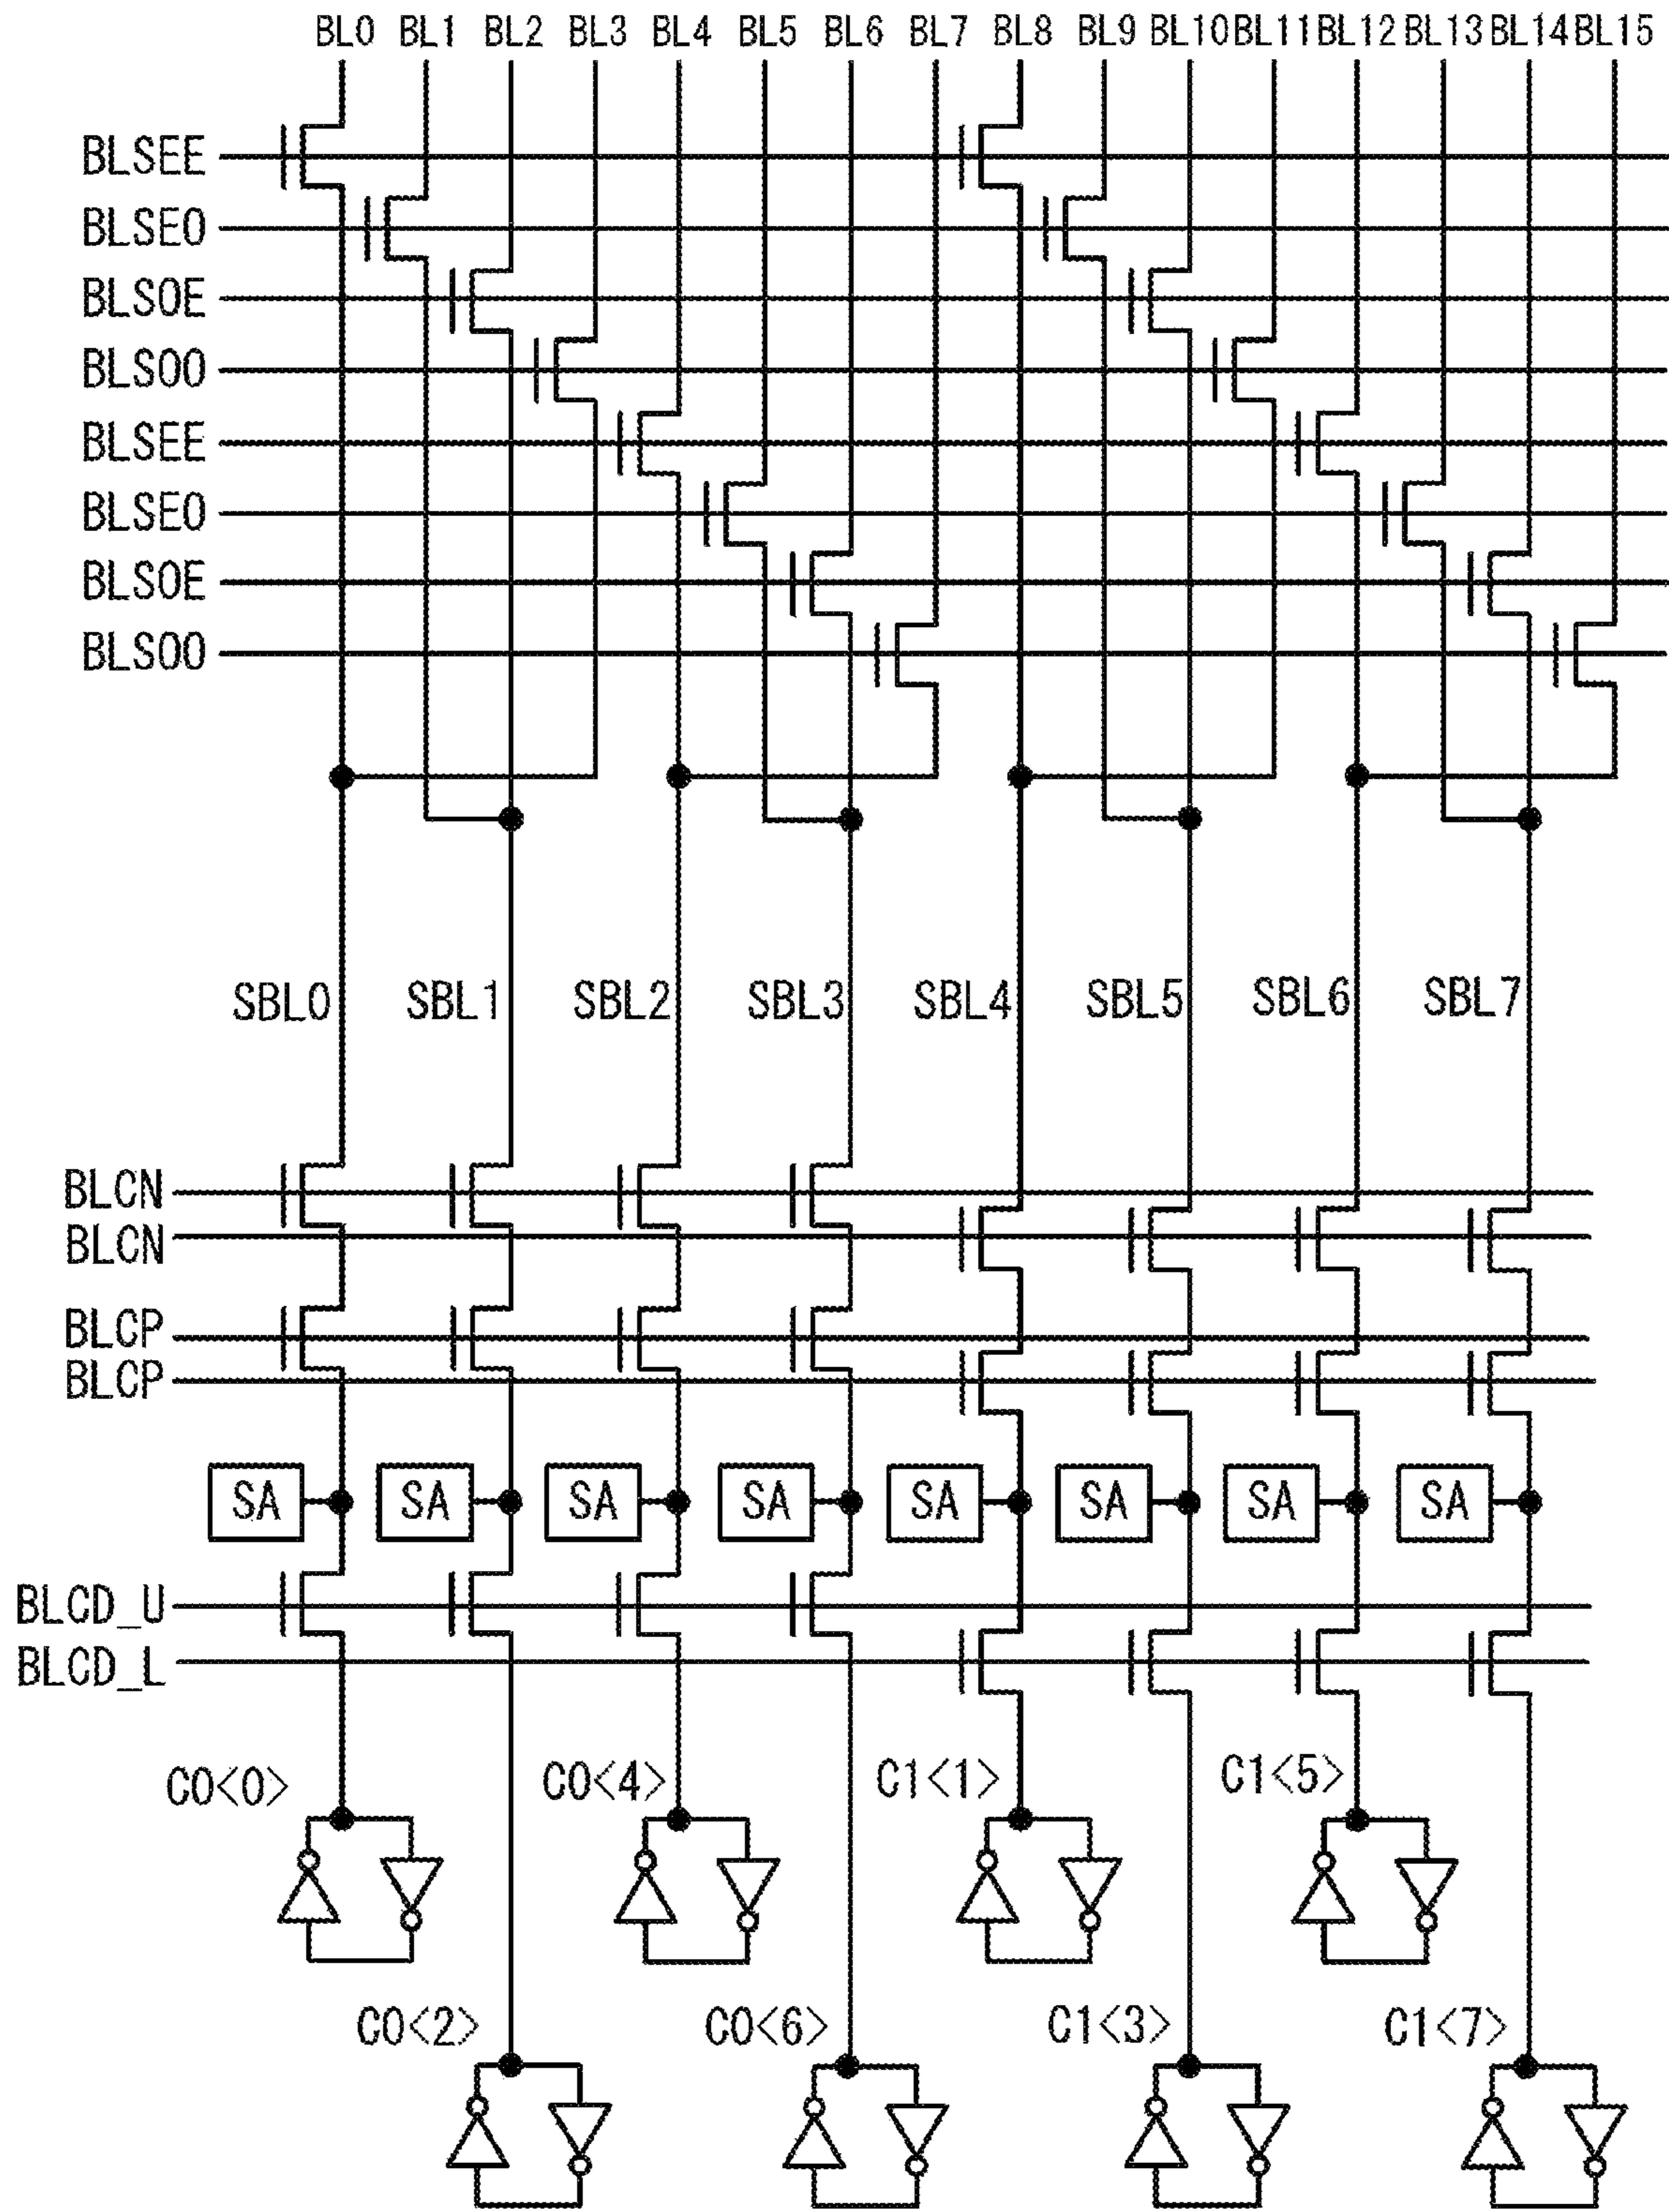 BL0 BL1 BL2 BL3 BL4 BL5 BL6 BL7 BL8 BL9 BL10 BL11 BL12 BL13 BL14 BL15
BLSEE
BLSEO
BLSOE
BLSOO
BLSEE
BLSEO
BLSOE
BLSOO
SBL0 SBL1 SBL2 SBL3 SBL4 SBL5 SBL6 SBL7
BLCN
BLCN
BLCP
BLCP
SA SA SA SA SA SA SA SA
BLCD_U
BLCD_L
C0<0> C0<4> C1<1> C1<5>
C0<2> C0<6> C1<3> C1<7>